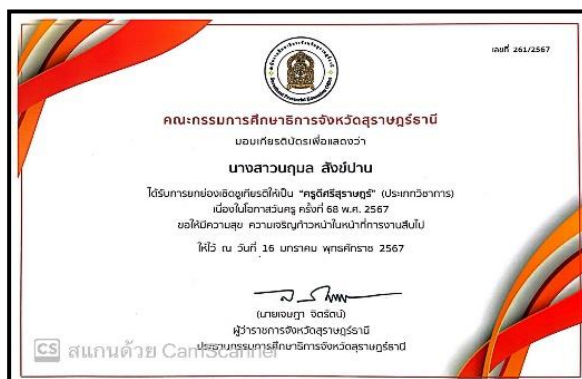 เลขที่ 261/2567
คณะกรรมการศึกษาธิการจังหวัดสุราษฎร์ธานี
มอบเกียรติบัตรเพื่อแสดงว่า
นางสาวนฤมล สังข์ปาน
ได้รับการยกย่องเชิดชูเกียรติให้เป็น "ครูดีศรีสุราษฎร์" (ประเภทวิชาการ)
เนื่องในโอกาสวันครู ครั้งที่ 68 พ.ศ. 2567
ขอให้มีความสุข ความเจริญก้าวหน้าในหน้าที่การงานสืบไป
ให้ไว้ ณ วันที่ 16 มกราคม พุทธศักราช 2567
(นายเจษฎา จิตรัตน์)
ผู้ว่าราชการจังหวัดสุราษฎร์ธานี
ประธานกรรมการศึกษาธิการจังหวัดสุราษฎร์ธานี
CS สแกนด้วย CamScanner